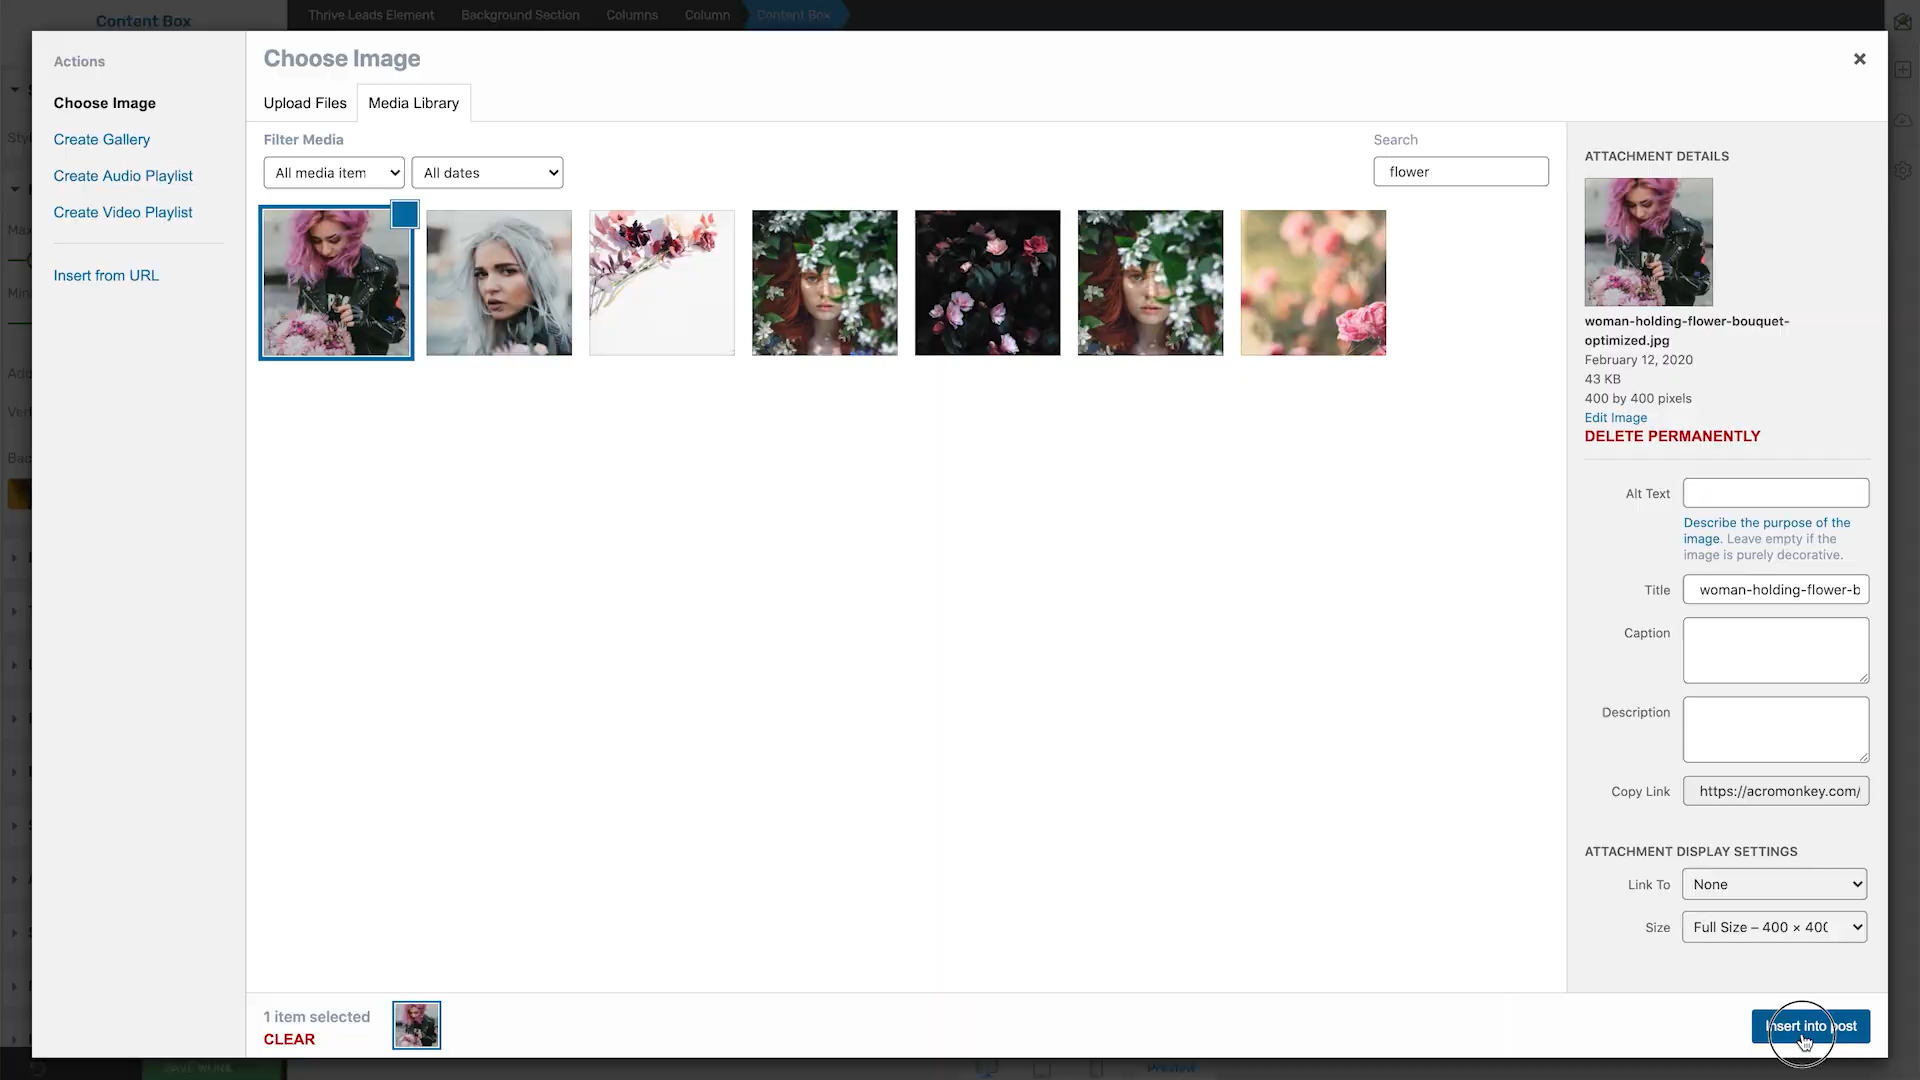 Content Box
Thrive Leads Element
Background Section
Columns
Column
Content Box
Actions
Choose Image
Create Gallery
Create Audio Playlist
Create Video Playlist
Insert from URL
Choose Image
Upload Files
Media Library
Filter Media
All media item
All dates
Search
flower
ATTACHMENT DETAILS
woman-holding-flower-bouquet-
optimized.jpg
February 12, 2020
43 KB
400 by 400 pixels
Edit Image
DELETE PERMANENTLY
Alt Text
Describe the purpose of the
image. Leave empty if the
image is purely decorative.
Title
woman-holding-flower-b
Caption
Description
Copy Link
https://acromonkey.com/
ATTACHMENT DISPLAY SETTINGS
Link To
None
Size
Full Size – 400 × 400
1 item selected
CLEAR
Insert into post
SAVE WORK
Preview